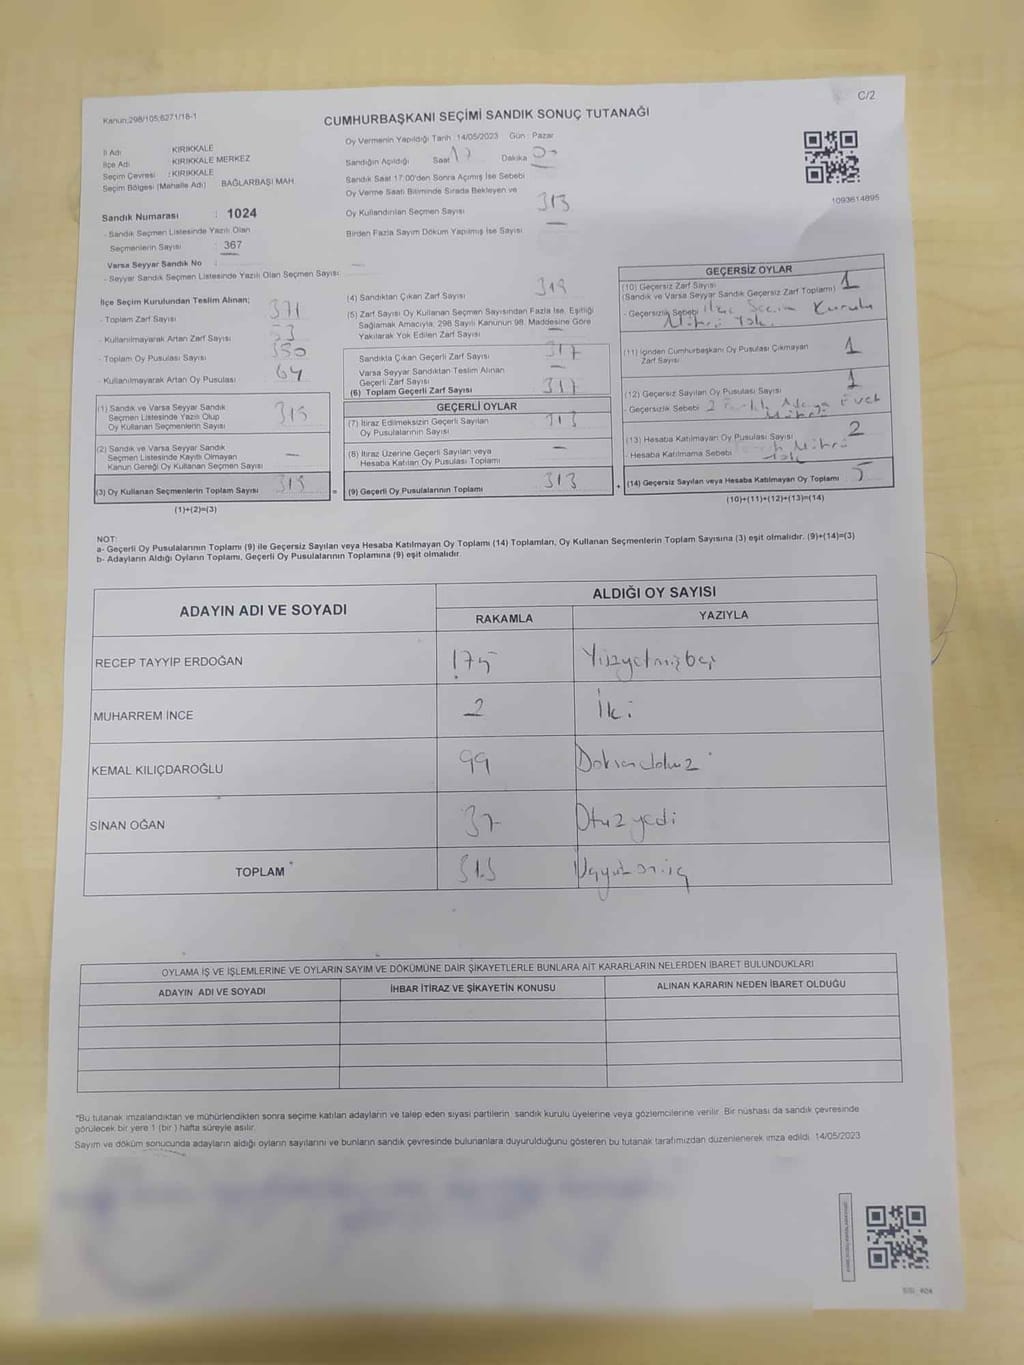 C/2
Kanun:298/105;6271/18-1
CUMHURBAŞKANI SEÇİMİ SANDIK SONUÇ TUTANAĞI
İl Adı KIRIKKALE
İlçe Adı : KIRIKKALE MERKEZ
Seçim Çevresi : KIRIKKALE
Seçim Bölgesi (Mahalle Adı) BAĞLARBAŞI MAH.
Sandık Numarası : 1024
- Sandık Seçmen Listesinde Yazılı Olan
Seçmenlerin Sayısı : 367
Varsa Seyyar Sandık No
- Seyyar Sandık Seçmen Listesinde Yazılı Olan Seçmen Sayısı
Oy Vermenin Yapıldığı Tarih : 14/05/2023 Gün : Pazar
Sandığın Açıldığı Saat 17 Dakika
Sandık Saat 17:00'den Sonra Açımış İse Sebebi
Oy Verme Saati Bitiminde Sırada Bekleyen ve
Oy Kullandırılan Seçmen Sayısı 313
Birden Fazla Sayım Döküm Yapılmış İse Sayısı —
1093614895
İlçe Seçim Kurulundan Teslim Alınan;
- Toplam Zarf Sayısı 371
- Kullanılmayarak Artan Zarf Sayısı 53
- Toplam Oy Pusulası Sayısı 350
- Kullanılmayarak Artan Oy Pusulası 64
(1) Sandık ve Varsa Seyyar Sandık
Seçmen Listesinde Yazılı Olup
Oy Kullanan Seçmenlerin Sayısı
(2) Sandık ve Varsa Seyyar Sandık
Seçmen Listesinde Kayıtlı Olmayan
Kanun Gereği Oy Kullanan Seçmen Sayısı —
(3) Oy Kullanan Seçmenlerin Toplam Sayısı
(1)+(2)=(3)
(4) Sandıktan Çıkan Zarf Sayısı
(5) Zarf Sayısı Oy Kullanan Seçmen Sayısından Fazla İse, Eşitliği
Sağlamak Amacıyla, 298 Sayılı Kanunun 98. Maddesine Göre
Yakılarak Yok Edilen Zarf Sayısı —
Sandıkta Çıkan Geçerli Zarf Sayısı 317
Varsa Seyyar Sandıktan Teslim Alınan
Geçerli Zarf Sayısı —
(6) Toplam Geçerli Zarf Sayısı 317
GEÇERLİ OYLAR
(7) İtiraz Edilmeksizin Geçerli Sayılan
Oy Pusulalarının Sayısı 313
(8) İtiraz Üzerine Geçerli Sayılan veya
Hesaba Katılan Oy Pusulası Toplamı —
(9) Geçerli Oy Pusulalarının Toplamı 313
GEÇERSİZ OYLAR
(10) Geçersiz Zarf Sayısı 1
(Sandık ve Varsa Seyyar Sandık Geçersiz Zarf Toplamı)
- Geçersizlik Sebebi İlçe Seçim Kurulu
Mührü Yok.
(11) İçinden Cumhurbaşkanı Oy Pusulası Çıkmayan
Zarf Sayısı 1
(12) Geçersiz Sayılan Oy Pusulası Sayısı 1
- Geçersizlik Sebebi 2 Farklı Adaya Evet
Mührü
(13) Hesaba Katılmayan Oy Pusulası Sayısı 2
- Hesaba Katılmama Sebebi Mührü
Yok
(14) Geçersiz Sayılan veya Hesaba Katılmayan Oy Toplamı 5
(10)+(11)+(12)+(13)=(14)
NOT:
a- Geçerli Oy Pusulalarının Toplamı (9) ile Geçersiz Sayılan veya Hesaba Katılmayan Oy Toplamı (14) Toplamları, Oy Kullanan Seçmenlerin Toplam Sayısına (3) eşit olmalıdır. (9)+(14)=(3)
b- Adayların Aldığı Oyların Toplamı, Geçerli Oy Pusulalarının Toplamına (9) eşit olmalıdır.
ADAYIN ADI VE SOYADI
ALDIĞI OY SAYISI
RAKAMLA YAZIYLA
RECEP TAYYİP ERDOĞAN 175 Yüzyetmişbeş
MUHARREM İNCE 2 İki
KEMAL KILIÇDAROĞLU 99 Doksandokuz
SİNAN OĞAN 37 Otuzyedi
TOPLAM 313 Üçyüzonüç
OYLAMA İŞ VE İŞLEMLERİNE VE OYLARIN SAYIM VE DÖKÜMÜNE DAİR ŞİKAYETLERLE BUNLARA AİT KARARLARIN NELERDEN İBARET BULUNDUKLARI
ADAYIN ADI VE SOYADI İHBAR İTİRAZ VE ŞİKAYETİN KONUSU ALINAN KARARIN NEDEN İBARET OLDUĞU
*Bu tutanak imzalandıktan ve mühürlendikten sonra seçime katılan adayların ve talep eden siyasi partilerin sandık kurulu üyelerine veya gözlemcilerine verilir. Bir nüshası da sandık çevresinde
görülecek bir yere 1 (bir ) hafta süreyle asılır.
Sayım ve döküm sonucunda adayların aldığı oyların sayılarını ve bunların sandık çevresinde bulunanlara duyurulduğunu gösteren bu tutanak tarafımızdan düzenlenerek imza edildi. 14/05/2023